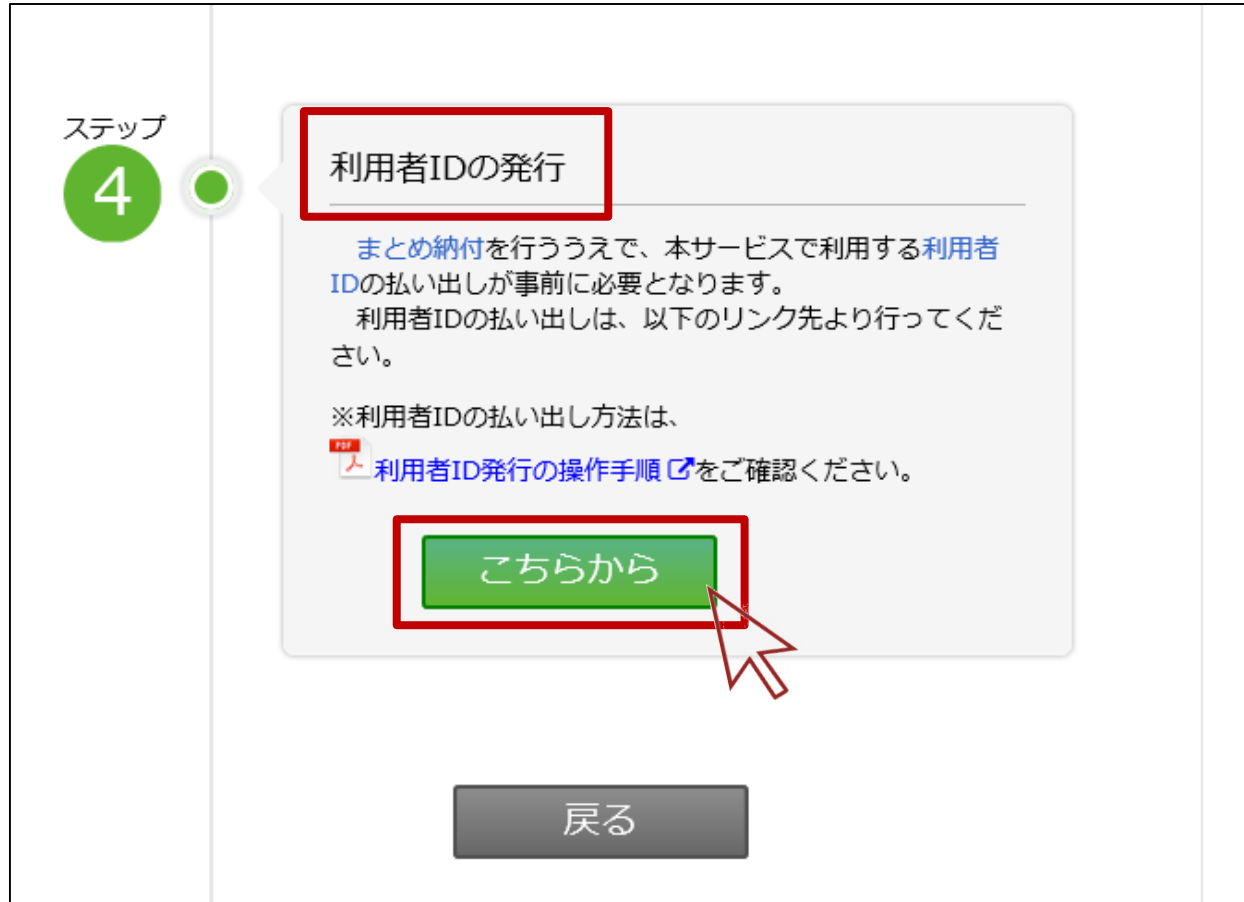 ステップ
4
利用者IDの発行
まとめ納付を行ううえで、本サービスで利用する利用者
IDの払い出しが事前に必要となります。
利用者IDの払い出しは、以下のリンク先より行ってくだ
さい。
※利用者IDの払い出し方法は、
PDF
利用者ID発行の操作手順をご確認ください。
こちらから
戻る